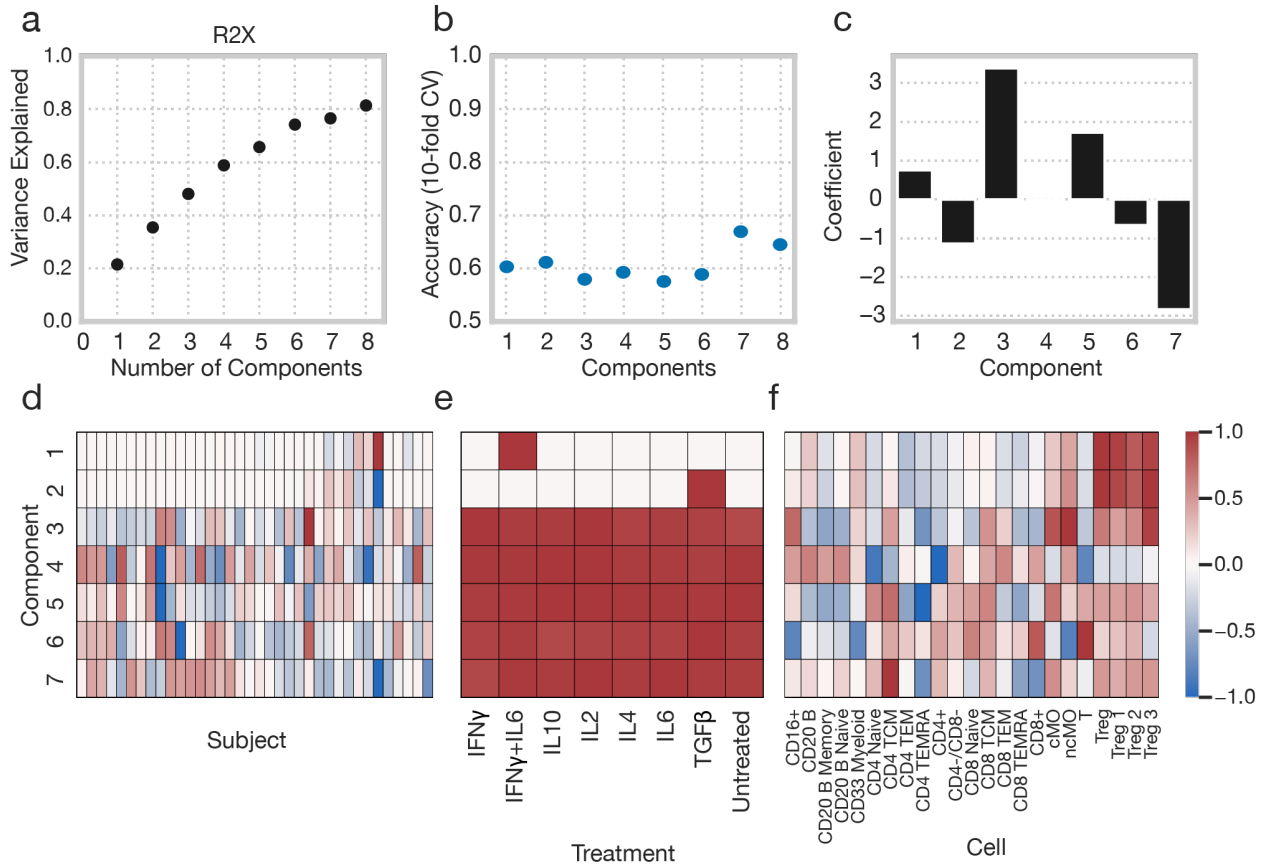 a
R2X
Variance Explained
1.0
0.8
0.6
0.4
0.2
0.0
0 1 2 3 4 5 6 7 8
Number of Components
b
Accuracy (10-fold CV)
1.0
0.9
0.8
0.7
0.6
0.5
1 2 3 4 5 6 7 8
Components
c
Coefficient
3
2
1
0
−1
−2
−3
1 2 3 4 5 6 7
Component
d
Component
1
2
3
4
5
6
7
Subject
e
IFNγ
IFNγ+IL6
IL10
IL2
IL4
IL6
TGFβ
Untreated
Treatment
f
CD16+
CD20 B
CD20 B Memory
CD20 B Naive
CD33 Myeloid
CD4 Naive
CD4 TCM
CD4 TEM
CD4 TEMRA
CD4+
CD4-/CD8-
CD8 Naive
CD8 TCM
CD8 TEM
CD8 TEMRA
CD8+
cMO
ncMO
T
Treg
Treg 1
Treg 2
Treg 3
Cell
1.0
0.5
0.0
−0.5
−1.0